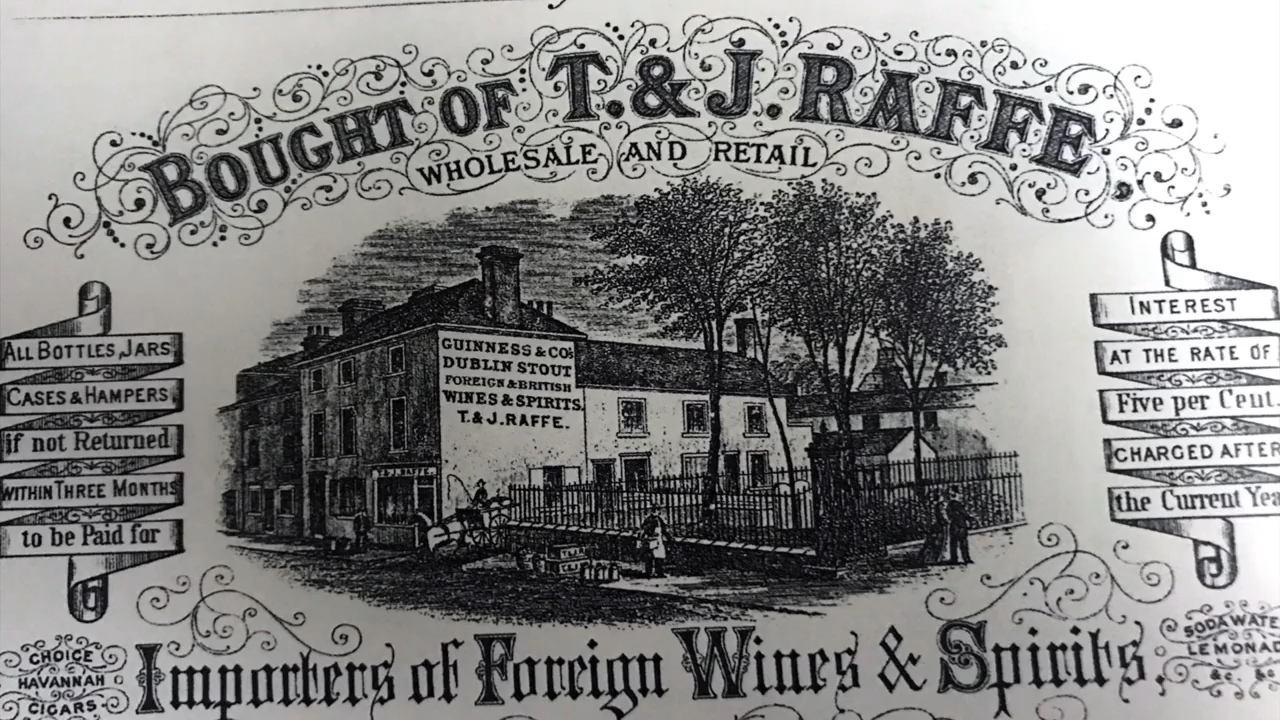 BOUGHT OF T. & J. RAFFE.
WHOLESALE AND RETAIL
ALL BOTTLES, JARS
CASES & HAMPERS
if not Returned
WITHIN THREE MONTHS
to be Paid for
GUINNESS & CO'S
DUBLIN STOUT
FOREIGN & BRITISH
WINES & SPIRITS.
T. & J. RAFFE.
T. & J. RAFFE.
INTEREST
AT THE RATE OF
Five per Cent.
CHARGED AFTER
the Current Yea
CHOICE
HAVANNAH
CIGARS
Importers of Foreign Wines & Spirits.
SODA WATE
LEMONAD
&c. &c.